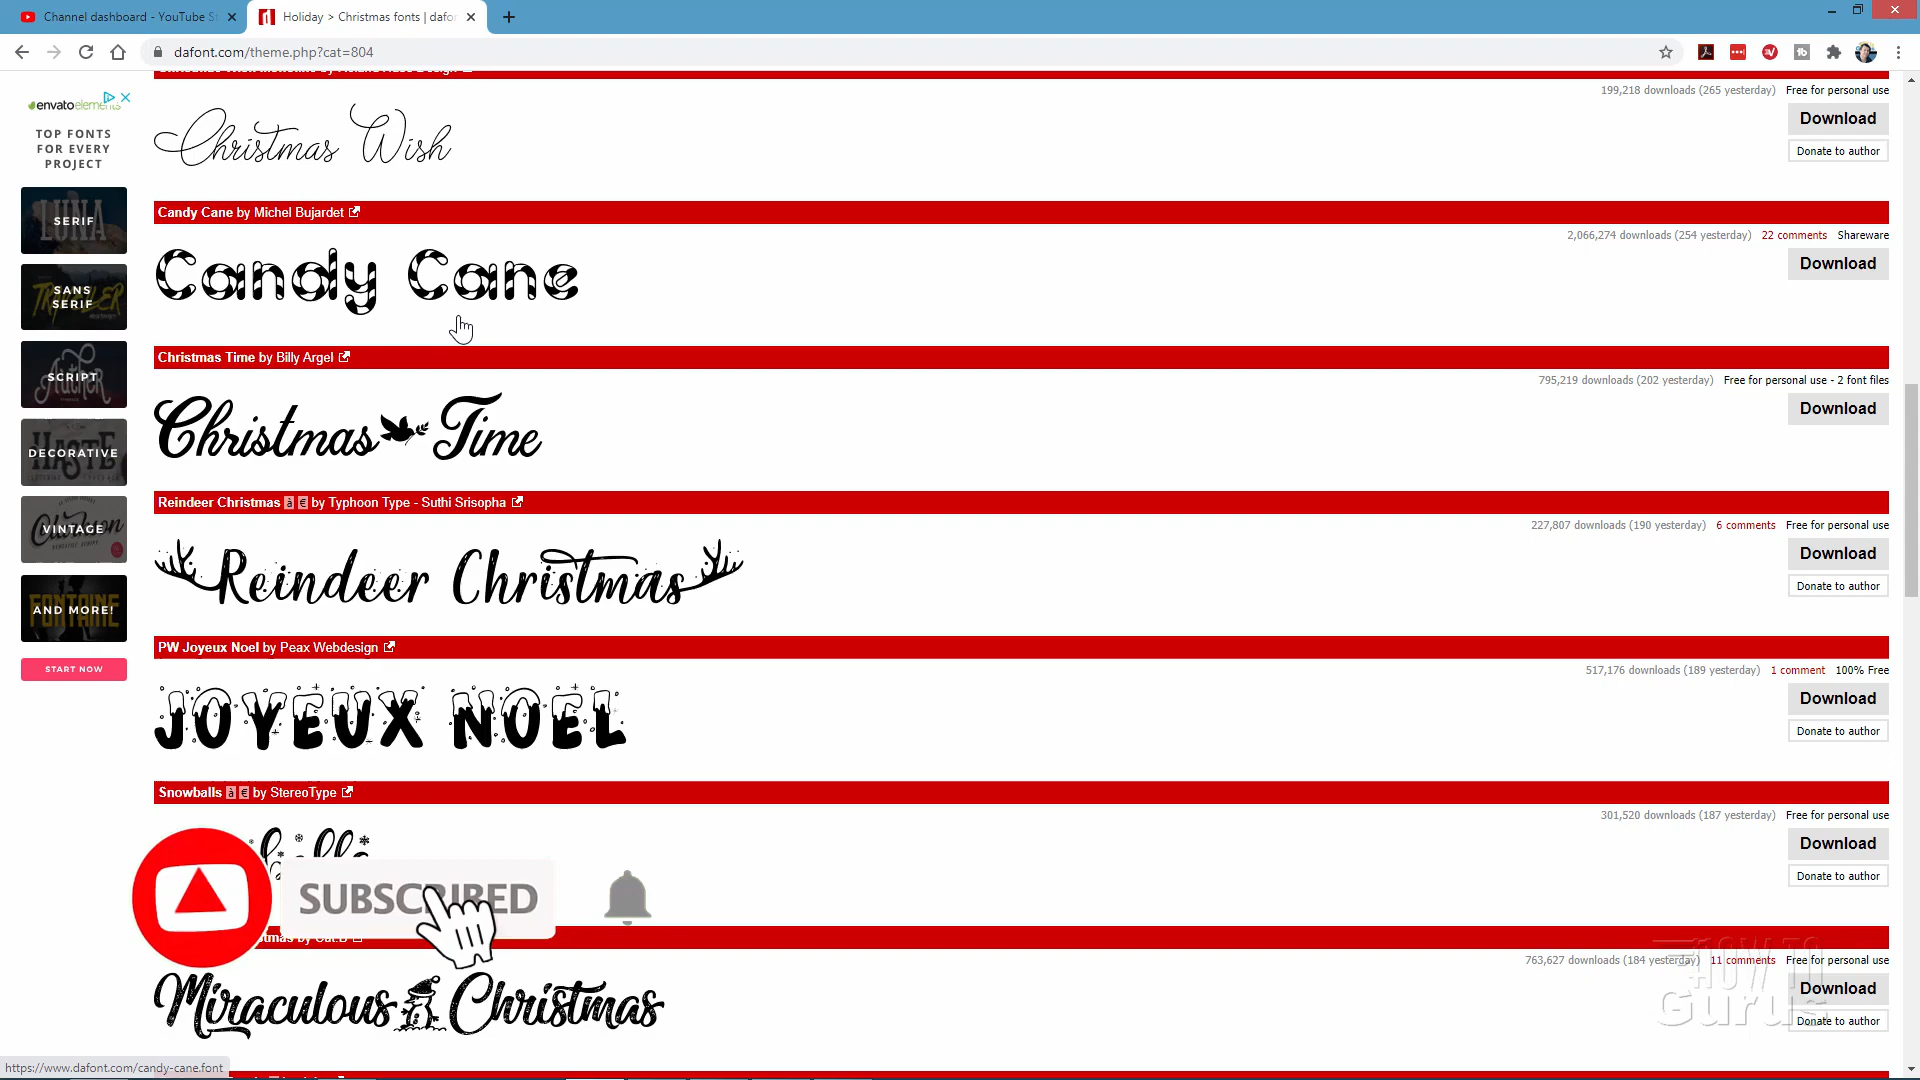 Channel dashboard - YouTube St
Holiday > Christmas fonts | dafon
dafont.com/theme.php?cat=804
199,218 downloads (265 yesterday) Free for personal use
envato elements
TOP FONTS
FOR EVERY
PROJECT
Christmas Wish
Download
Donate to author
LUNA
SERIF
Candy Cane by Michel Bujardet
2,066,274 downloads (254 yesterday) 22 comments Shareware
Candy Cane
Download
SANS
SERIF
Christmas Time by Billy Argel
795,219 downloads (202 yesterday) Free for personal use - 2 font files
Christmas Time
Download
Author
SCRIPT
HASTE
DECORATIVE
Reindeer Christmas à € by Typhoon Type - Suthi Srisopha
227,807 downloads (190 yesterday) 6 comments Free for personal use
Reindeer Christmas
Download
Donate to author
VINTAGE
FONTAINE
AND MORE!
START NOW
PW Joyeux Noel by Peax Webdesign
517,176 downloads (189 yesterday) 1 comment 100% Free
JOYEUX NOEL
Download
Donate to author
Snowballs à € by StereoType
301,520 downloads (187 yesterday) Free for personal use
Download
Donate to author
SUBSCRIBED
763,627 downloads (184 yesterday) 11 comments Free for personal use
Miraculous Christmas
Download
Donate to author
HOW TO
Gurus
https://www.dafont.com/candy-cane.font